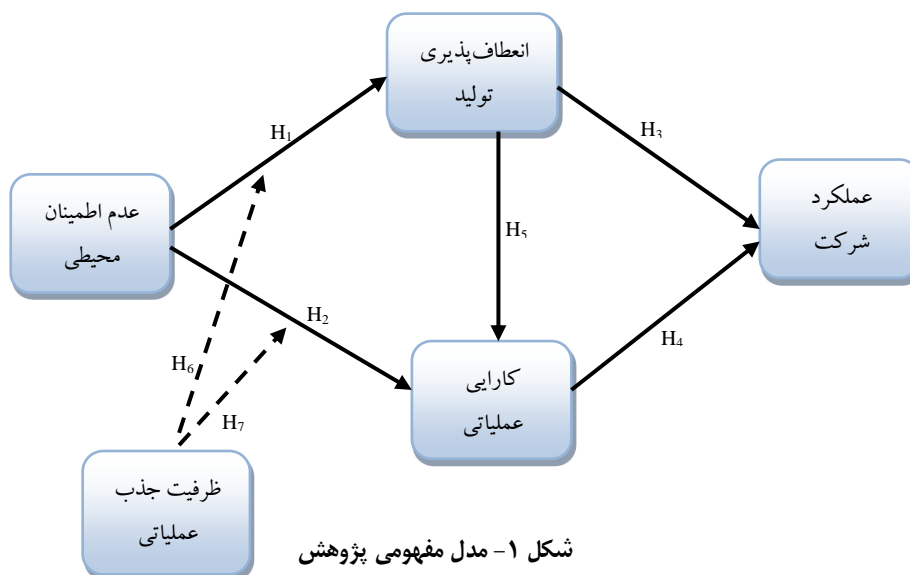 انعطاف‌پذیری
تولید
H₁
H₃
عدم اطمینان
محیطی
عملکرد
شرکت
H₅
H₂
H₄
H₆
کارایی
عملیاتی
H₇
ظرفیت جذب
عملیاتی
شکل ۱- مدل مفهومی پژوهش